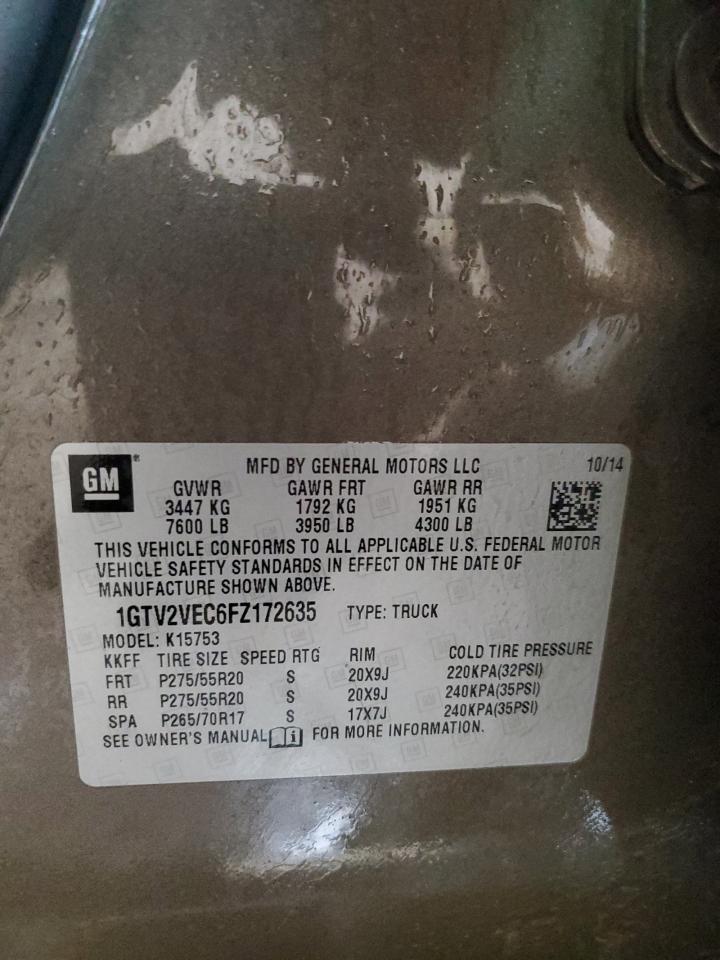 GM ® MFD BY GENERAL MOTORS LLC 10/14
GVWR GAWR FRT GAWR RR
3447 KG 1792 KG 1951 KG
7600 LB 3950 LB 4300 LB
THIS VEHICLE CONFORMS TO ALL APPLICABLE U.S. FEDERAL MOTOR
VEHICLE SAFETY STANDARDS IN EFFECT ON THE DATE OF
MANUFACTURE SHOWN ABOVE.
1GTV2VEC6FZ172635 TYPE: TRUCK
MODEL: K15753
KKFF TIRE SIZE SPEED RTG RIM COLD TIRE PRESSURE
FRT P275/55R20 S 20X9J 220KPA(32PSI)
RR P275/55R20 S 20X9J 240KPA(35PSI)
SPA P265/70R17 S 17X7J 240KPA(35PSI)
SEE OWNER'S MANUAL FOR MORE INFORMATION.